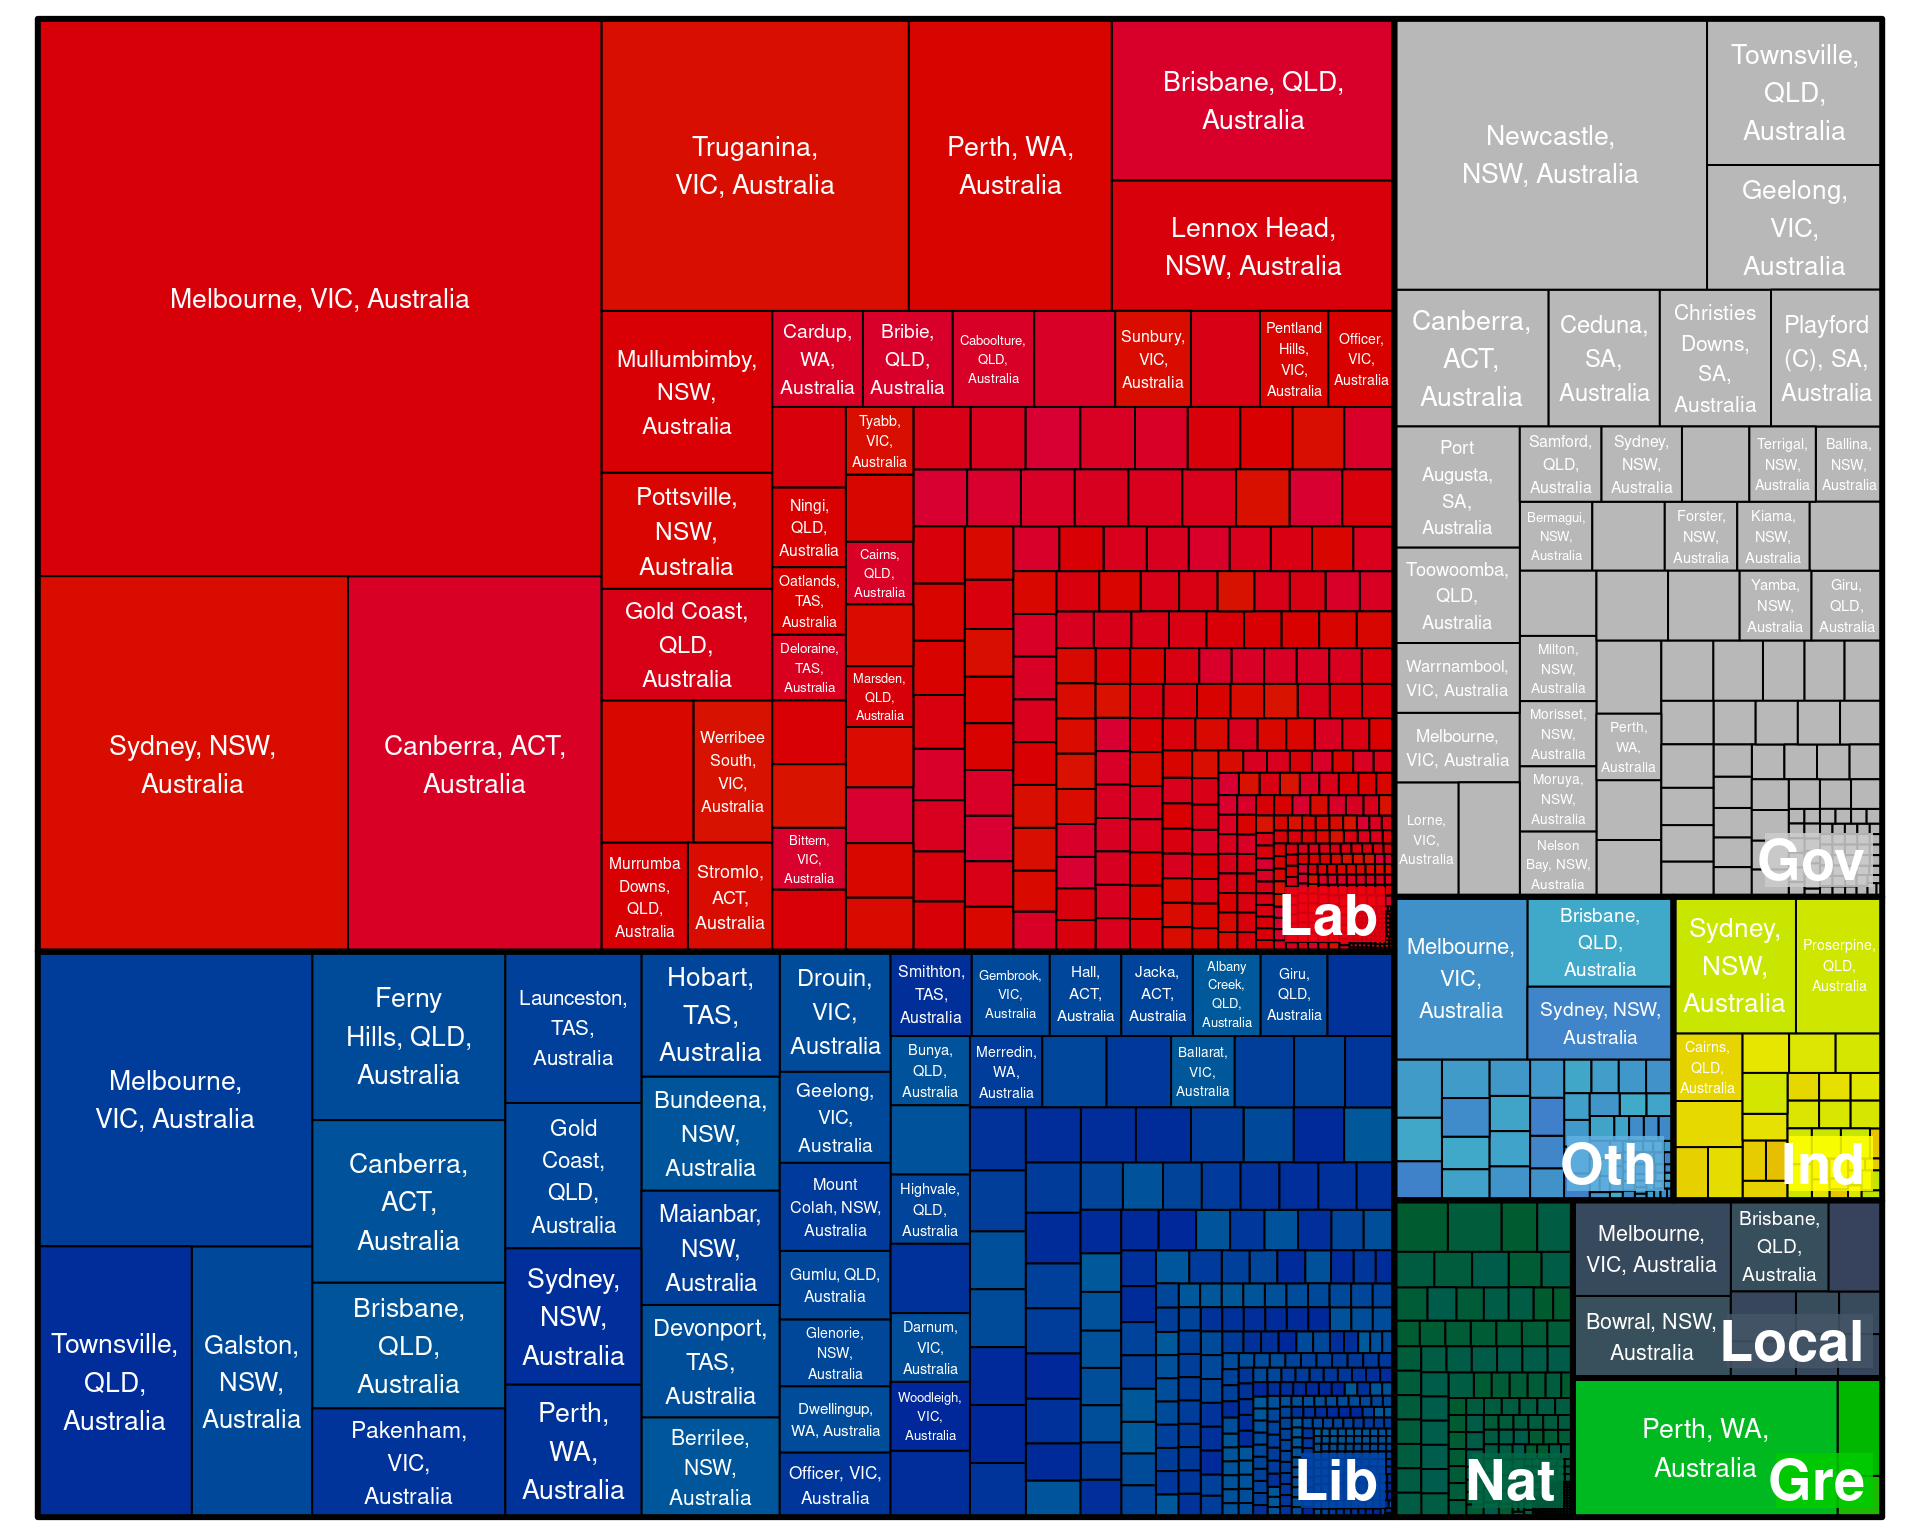 Melbourne, VIC, Australia
Sydney, NSW,
Australia
Canberra, ACT,
Australia
Truganina,
VIC, Australia
Perth, WA,
Australia
Brisbane, QLD,
Australia
Lennox Head,
NSW, Australia
Mullumbimby,
NSW,
Australia
Pottsville,
NSW,
Australia
Gold Coast,
QLD,
Australia
Werribee
South,
VIC,
Australia
Murrumba
Downs,
QLD,
Australia
Stromlo,
ACT,
Australia
Cardup,
WA,
Australia
Bribie,
QLD,
Australia
Caboolture,
QLD,
Australia
Sunbury,
VIC,
Australia
Pentland
Hills,
VIC,
Australia
Officer,
VIC,
Australia
Tyabb,
VIC,
Australia
Ningi,
QLD,
Australia
Cairns,
QLD,
Australia
Oatlands,
TAS,
Australia
Deloraine,
TAS,
Australia
Marsden,
QLD,
Australia
Bittern,
VIC,
Australia
Lab
Newcastle,
NSW, Australia
Townsville,
QLD,
Australia
Geelong,
VIC,
Australia
Canberra,
ACT,
Australia
Ceduna,
SA,
Australia
Christies
Downs,
SA,
Australia
Playford
(C), SA,
Australia
Port
Augusta,
SA,
Australia
Samford,
QLD,
Australia
Sydney,
NSW,
Australia
Terrigal,
NSW,
Australia
Ballina,
NSW,
Australia
Bermagui,
NSW,
Australia
Forster,
NSW,
Australia
Kiama,
NSW,
Australia
Toowoomba,
QLD,
Australia
Yamba,
NSW,
Australia
Giru,
QLD,
Australia
Warrnambool,
VIC, Australia
Milton,
NSW,
Australia
Melbourne,
VIC, Australia
Morisset,
NSW,
Australia
Perth,
WA,
Australia
Moruya,
NSW,
Australia
Lorne,
VIC,
Australia
Nelson
Bay, NSW,
Australia
Gov
Melbourne,
VIC, Australia
Townsville,
QLD,
Australia
Galston,
NSW,
Australia
Ferny
Hills, QLD,
Australia
Canberra,
ACT,
Australia
Brisbane,
QLD,
Australia
Pakenham,
VIC,
Australia
Launceston,
TAS,
Australia
Gold
Coast,
QLD,
Australia
Sydney,
NSW,
Australia
Perth,
WA,
Australia
Hobart,
TAS,
Australia
Bundeena,
NSW,
Australia
Maianbar,
NSW,
Australia
Devonport,
TAS,
Australia
Berrilee,
NSW,
Australia
Drouin,
VIC,
Australia
Geelong,
VIC,
Australia
Mount
Colah, NSW,
Australia
Gumlu, QLD,
Australia
Glenorie,
NSW,
Australia
Dwellingup,
WA, Australia
Officer, VIC,
Australia
Smithton,
TAS,
Australia
Gembrook,
VIC,
Australia
Hall,
ACT,
Australia
Jacka,
ACT,
Australia
Albany
Creek,
QLD,
Australia
Giru,
QLD,
Australia
Bunya,
QLD,
Australia
Merredin,
WA,
Australia
Ballarat,
VIC,
Australia
Highvale,
QLD,
Australia
Darnum,
VIC,
Australia
Woodleigh,
VIC,
Australia
Lib
Melbourne,
VIC,
Australia
Brisbane,
QLD,
Australia
Sydney, NSW,
Australia
Oth
Sydney,
NSW,
Australia
Proserpine,
QLD,
Australia
Cairns,
QLD,
Australia
Ind
Nat
Melbourne,
VIC, Australia
Brisbane,
QLD,
Australia
Bowral, NSW,
Australia
Local
Perth, WA,
Australia
Gre